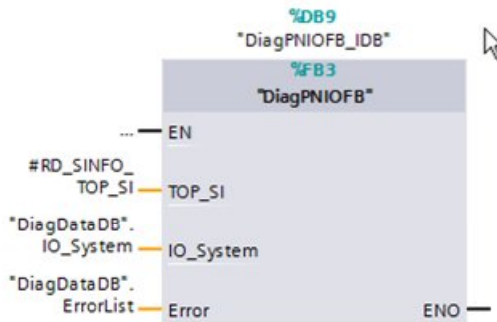 %DB9
"DiagPNIOFB_IDB"
%FB3
"DiagPNIOFB"
... EN
#RD_SINFO_
TOP_SI TOP_SI
"DiagDataDB".
IO_System IO_System
"DiagDataDB".
ErrorList Error ENO